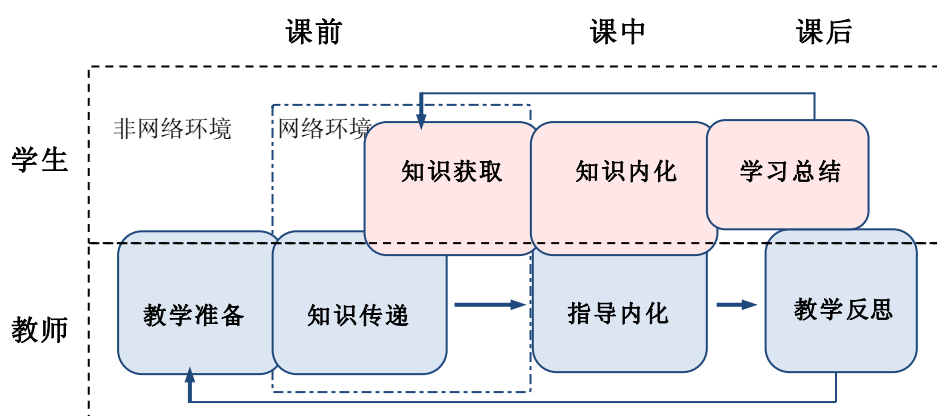 课前
课中
课后
非网络环境
网络环境
学生
知识获取
知识内化
学习总结
教师
教学准备
知识传递
指导内化
教学反思